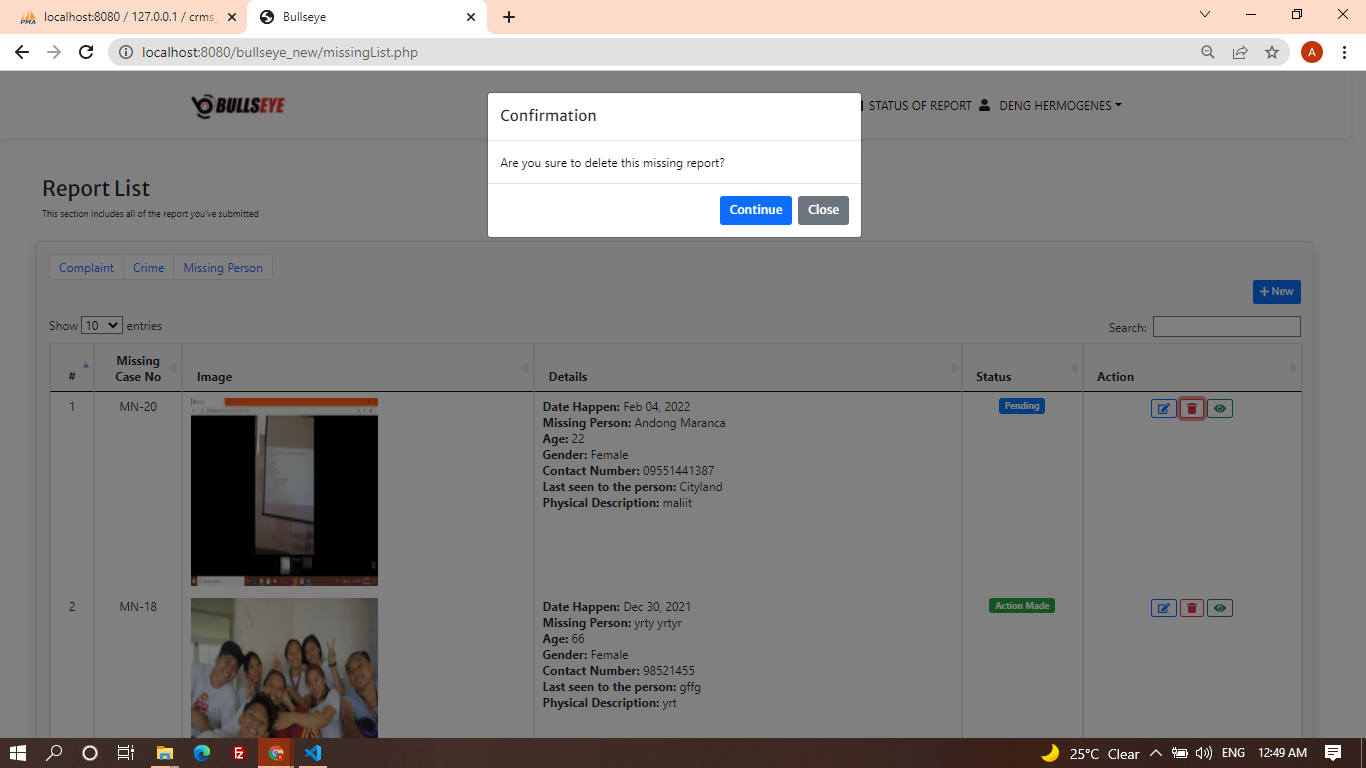 localhost:8080 / 127.0.0.1 / crms_
Bullseye
localhost:8080/bullseye_new/missingList.php
A
BULLSEYE
STATUS OF REPORT
DENG HERMOGENES
Confirmation
Are you sure to delete this missing report?
Continue
Close
Report List
This section includes all of the report you've submitted
Complaint
Crime
Missing Person
+ New
Show 10 entries
Search:
# Missing Case No Image Details Status Action
1 MN-20
Date Happen: Feb 04, 2022
Missing Person: Andong Maranca
Age: 22
Gender: Female
Contact Number: 09551441387
Last seen to the person: Cityland
Physical Description: maliit
Pending
2 MN-18
Date Happen: Dec 30, 2021
Missing Person: yrty yrtyr
Age: 66
Gender: Female
Contact Number: 98521455
Last seen to the person: gffg
Physical Description: yrt
Action Made
25°C Clear
ENG
12:49 AM